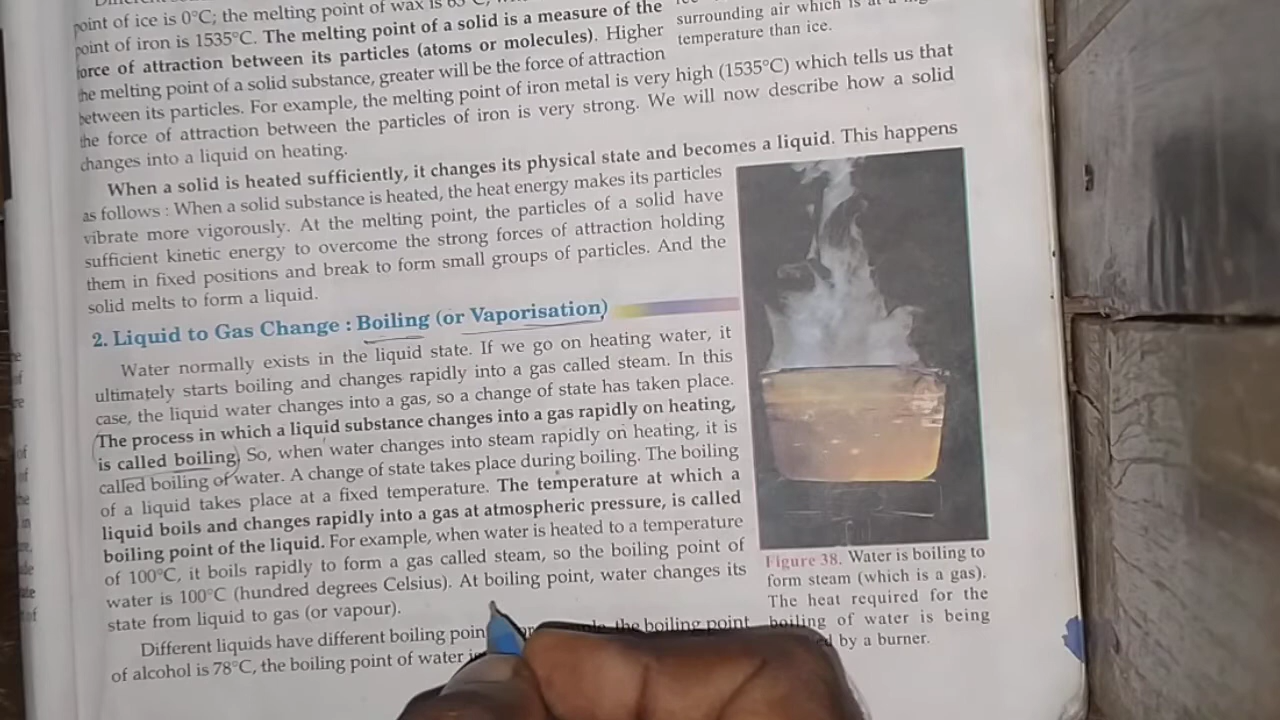 point of ice is 0°C; the melting point of wax is 63°C,
point of iron is 1535°C. The melting point of a solid is a measure of the
force of attraction between its particles (atoms or molecules). Higher
the melting point of a solid substance, greater will be the force of attraction
between its particles. For example, the melting point of iron metal is very high (1535°C) which tells us that
the force of attraction between the particles of iron is very strong. We will now describe how a solid
changes into a liquid on heating.
surrounding air which is at a
temperature than ice.
When a solid is heated sufficiently, it changes its physical state and becomes a liquid. This happens
as follows : When a solid substance is heated, the heat energy makes its particles
vibrate more vigorously. At the melting point, the particles of a solid have
sufficient kinetic energy to overcome the strong forces of attraction holding
them in fixed positions and break to form small groups of particles. And the
solid melts to form a liquid.
2. Liquid to Gas Change : Boiling (or Vaporisation)
Water normally exists in the liquid state. If we go on heating water, it
ultimately starts boiling and changes rapidly into a gas called steam. In this
case, the liquid water changes into a gas, so a change of state has taken place.
The process in which a liquid substance changes into a gas rapidly on heating,
is called boiling. So, when water changes into steam rapidly on heating, it is
called boiling of water. A change of state takes place during boiling. The boiling
of a liquid takes place at a fixed temperature. The temperature at which a
liquid boils and changes rapidly into a gas at atmospheric pressure, is called
boiling point of the liquid. For example, when water is heated to a temperature
of 100°C, it boils rapidly to form a gas called steam, so the boiling point of
water is 100°C (hundred degrees Celsius). At boiling point, water changes its
state from liquid to gas (or vapour).
Different liquids have different boiling poin the boiling point
of alcohol is 78°C, the boiling point of water
Figure 38. Water is boiling to
form steam (which is a gas).
The heat required for the
boiling of water is being
by a burner.